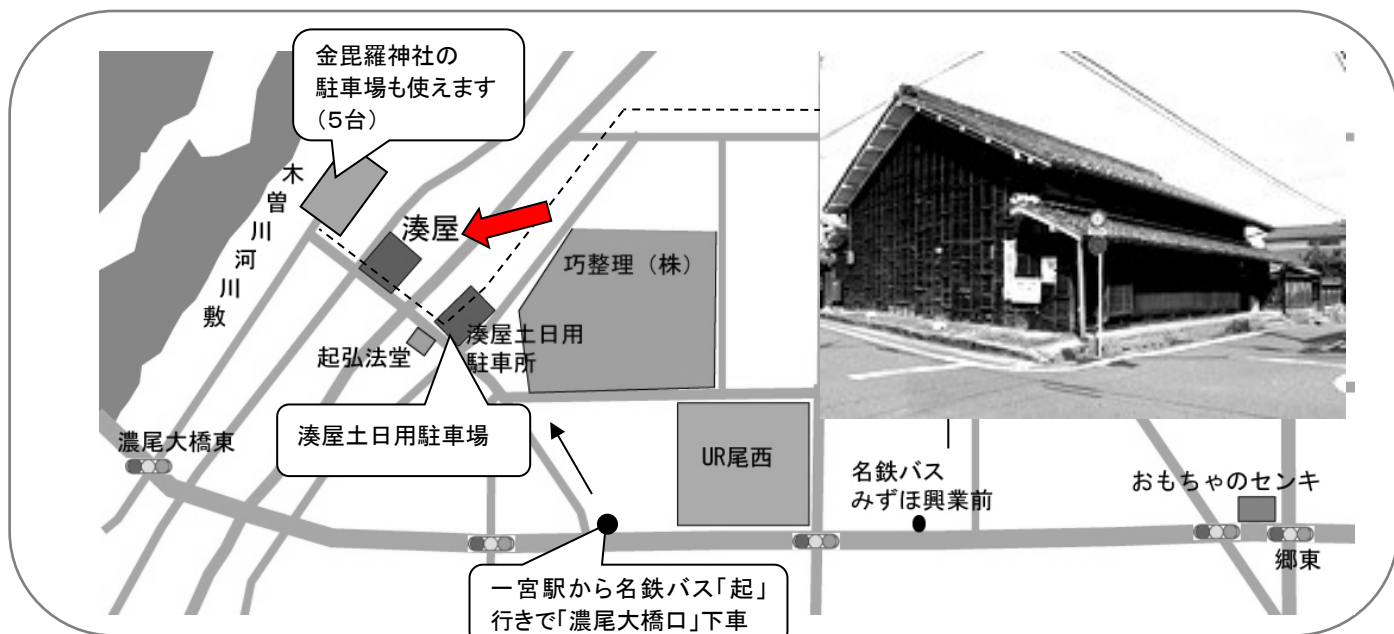 金毘羅神社の
駐車場も使えます
（5台）
木曽川河川敷
湊屋
巧整理（株）
湊屋土日用
駐車所
起弘法堂
湊屋土日用駐車場
濃尾大橋東
UR尾西
名鉄バス
みずほ興業前
おもちゃのセンキ
郷東
一宮駅から名鉄バス「起」
行きで「濃尾大橋口」下車